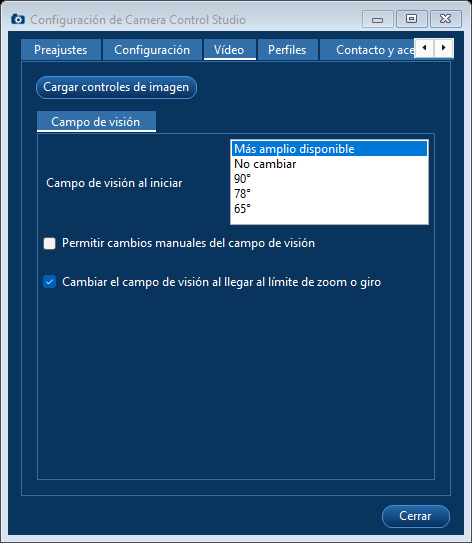 Configuración de Camera Control Studio
Preajustes Configuración Vídeo Perfiles Contacto y ace
Cargar controles de imagen
Campo de visión
Más amplio disponible
No cambiar
Campo de visión al iniciar
90°
78°
65°
Permitir cambios manuales del campo de visión
Cambiar el campo de visión al llegar al límite de zoom o giro
Cerrar